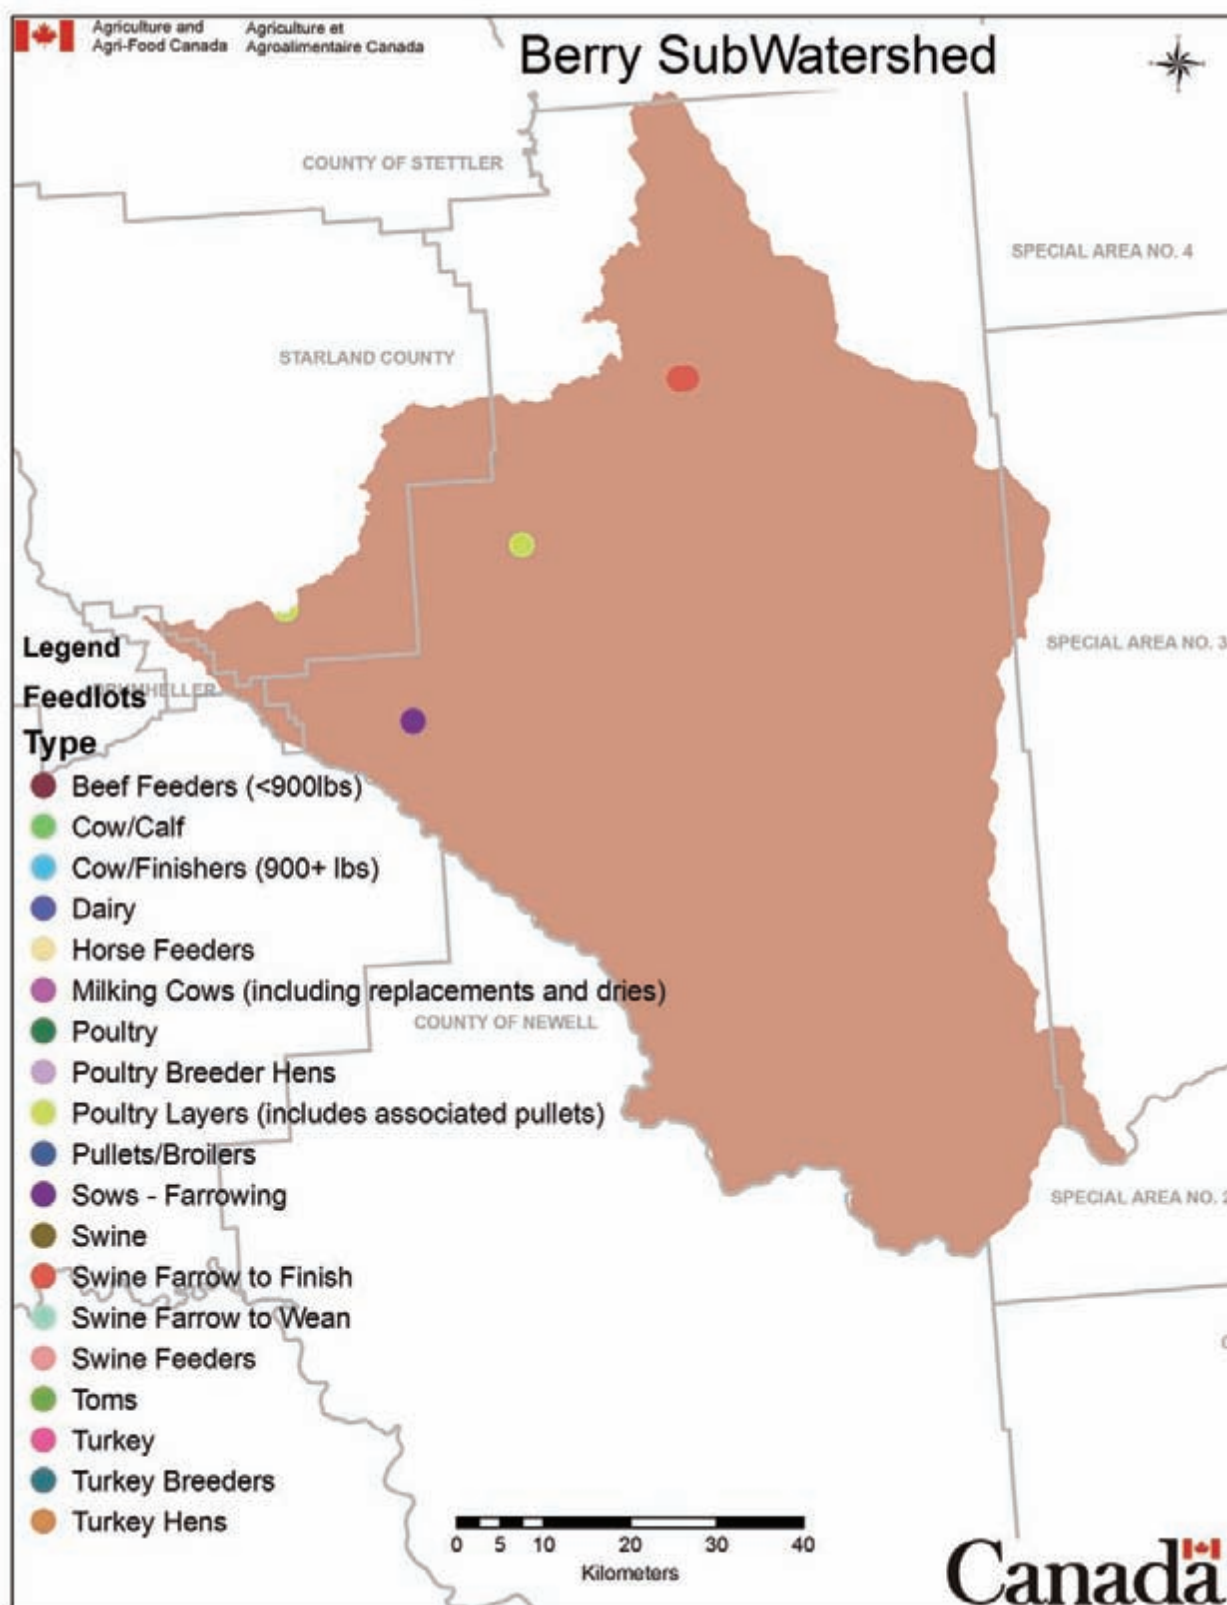 Agriculture and Agriculture et
Agri-Food Canada Agroalimentaire Canada
Berry SubWatershed
COUNTY OF STETTLER
SPECIAL AREA NO. 4
STARLAND COUNTY
SPECIAL AREA NO. 3
Legend
DRUMHELLER
Feedlots
Type
Beef Feeders (<900lbs)
Cow/Calf
Cow/Finishers (900+ lbs)
Dairy
Horse Feeders
Milking Cows (including replacements and dries)
COUNTY OF NEWELL
Poultry
Poultry Breeder Hens
Poultry Layers (includes associated pullets)
Pullets/Broilers
Sows - Farrowing
SPECIAL AREA NO. 2
Swine
Swine Farrow to Finish
Swine Farrow to Wean
Swine Feeders
Toms
Turkey
Turkey Breeders
Turkey Hens
0 5 10 20 30 40
Kilometers
Canada